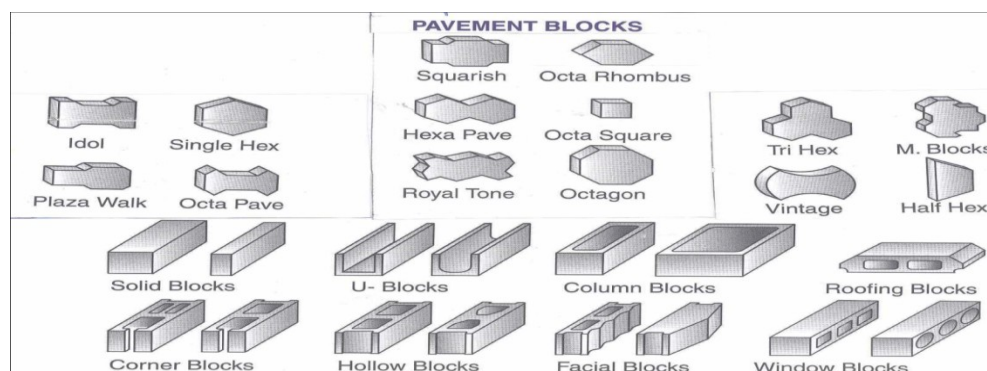 PAVEMENT BLOCKS
Squarish Octa Rhombus
Idol Single Hex Hexa Pave Octa Square Tri Hex M. Blocks
Plaza Walk Octa Pave Royal Tone Octagon Vintage Half Hex
Solid Blocks U- Blocks Column Blocks Roofing Blocks
Corner Blocks Hollow Blocks Facial Blocks Window Blocks